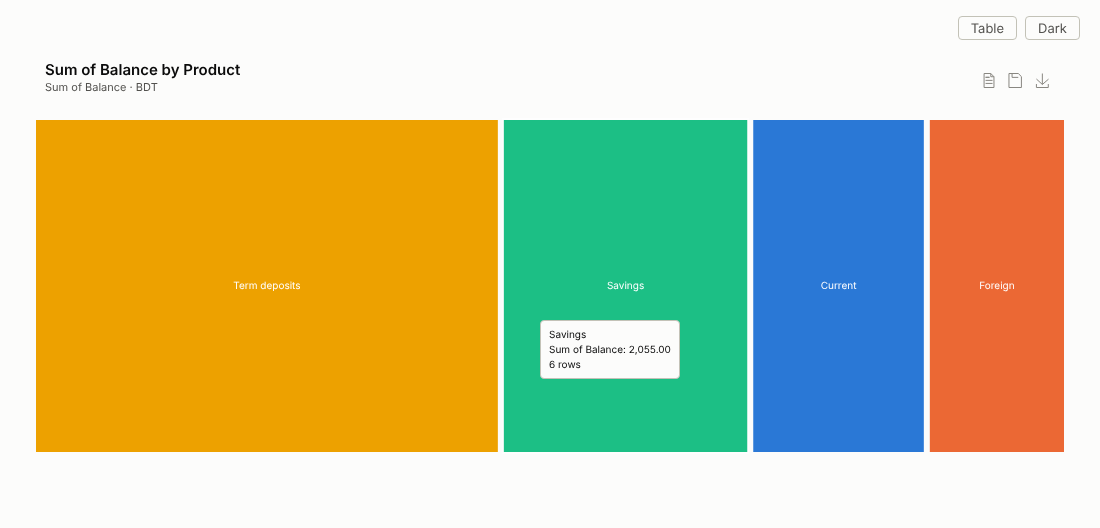 Table
Dark
Sum of Balance by Product
Sum of Balance · BDT
Term deposits
Savings
Current
Foreign
Savings
Sum of Balance: 2,055.00
6 rows